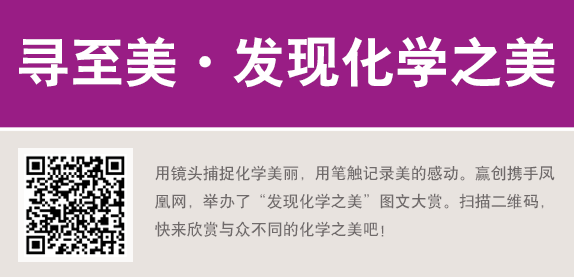 寻至美·发现化学之美
用镜头捕捉化学美丽，用笔触记录美的感动。赢创携手凤
凰网，举办了“发现化学之美”图文大赏。扫描二维码，
快来欣赏与众不同的化学之美吧！